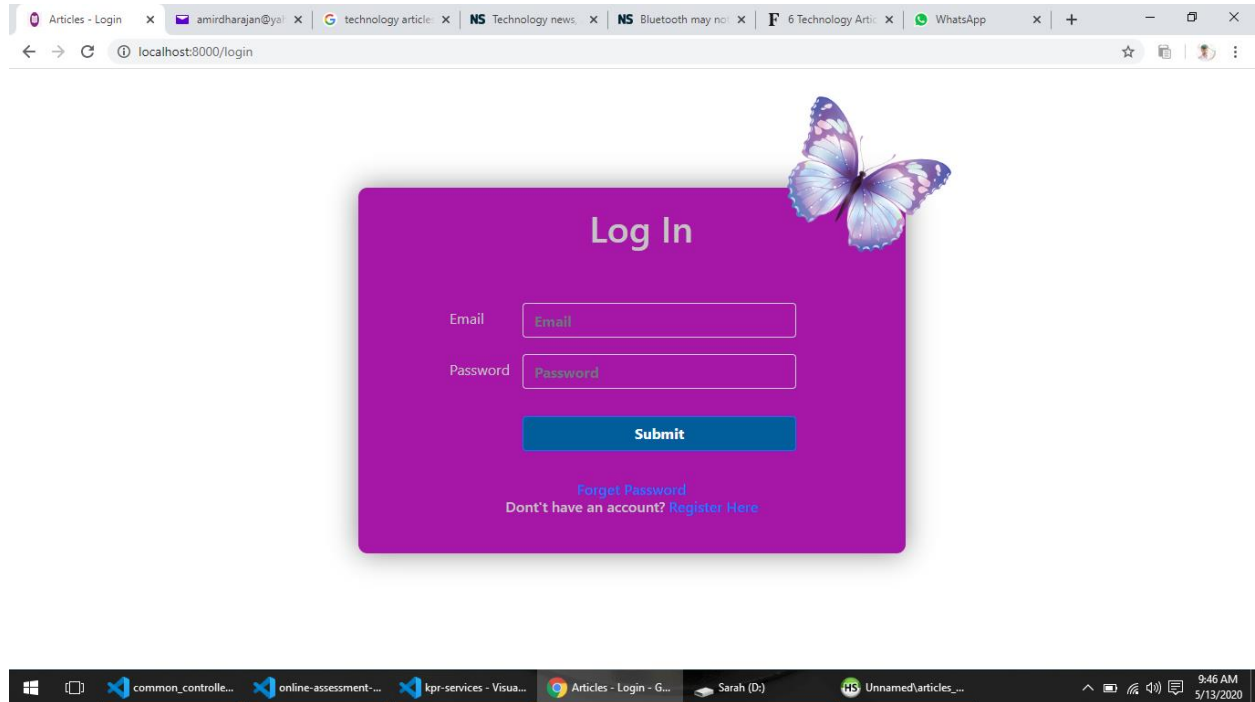 Articles - Login
amirdharajan@yal
technology article
NS Technology news,
NS Bluetooth may no
F 6 Technology Artic
WhatsApp
localhost:8000/login
Log In
Email Email
Password Password
Submit
Forget Password
Dont't have an account? Register Here
common_controlle...
online-assessment-...
kpr-services - Visua...
Articles - Login - G...
Sarah (D:)
HS Unnamed\articles_...
9:46 AM
5/13/2020